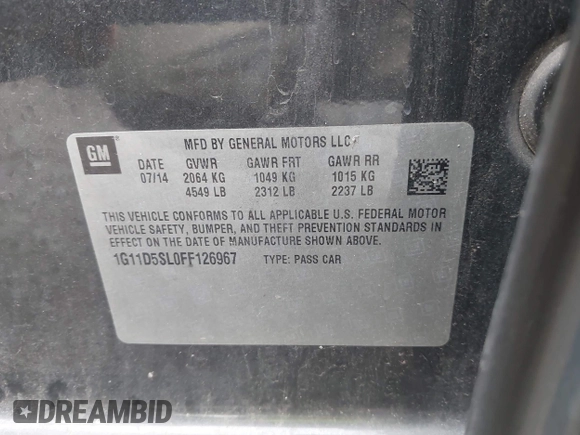 GM
MFD BY GENERAL MOTORS LLC
DATE GVWR GAWR FRT GAWR RR
07/14 2064 KG 1049 KG 1015 KG
4549 LB 2312 LB 2237 LB
THIS VEHICLE CONFORMS TO ALL APPLICABLE U.S. FEDERAL MOTOR
VEHICLE SAFETY, BUMPER, AND THEFT PREVENTION STANDARDS IN
EFFECT ON THE DATE OF MANUFACTURE SHOWN ABOVE.
1G11D5SL0FF126967 TYPE: PASS CAR
DREAMBID